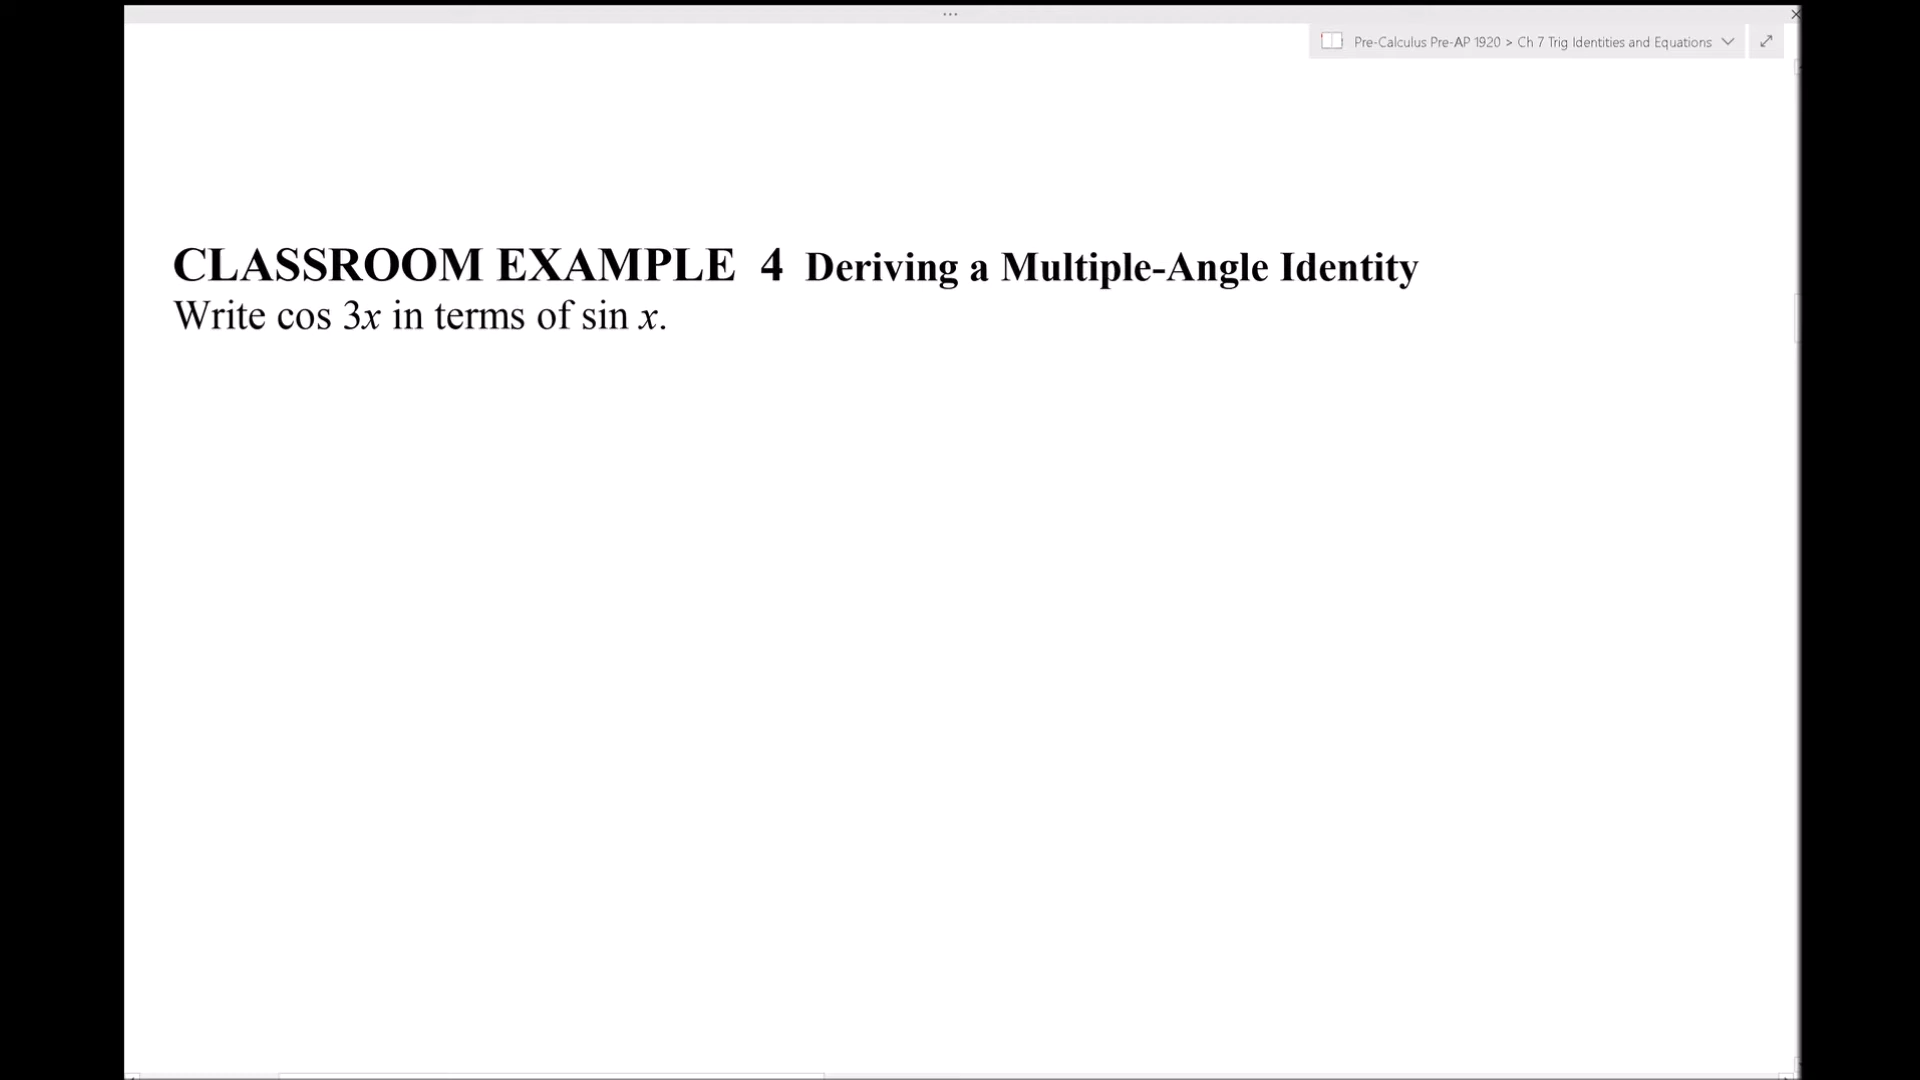 Pre-Calculus Pre-AP 1920 > Ch 7 Trig Identities and Equations
CLASSROOM EXAMPLE 4 Deriving a Multiple-Angle Identity
Write cos 3x in terms of sin x.